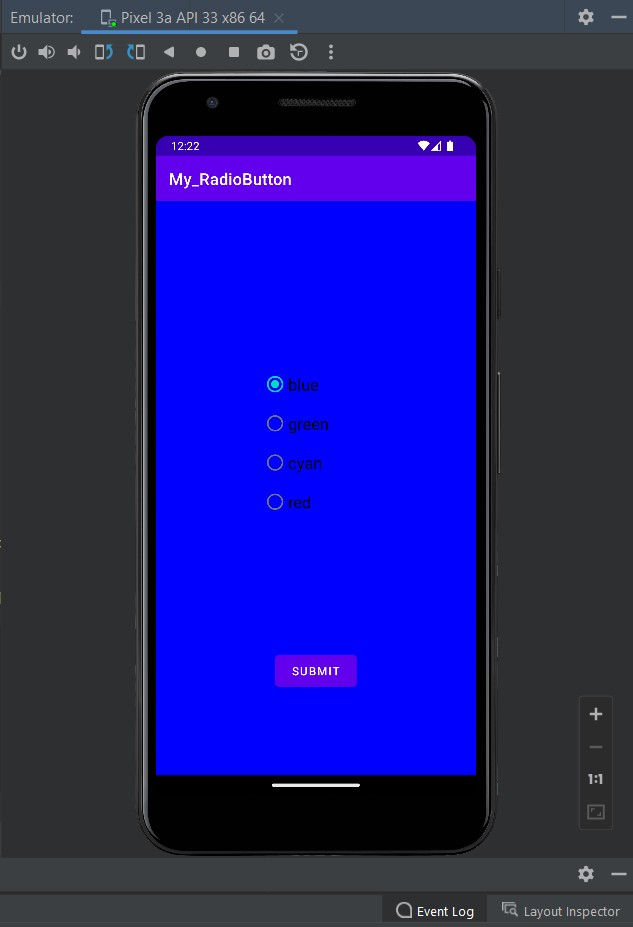 Emulator: Pixel 3a API 33 x86 64
12:22
My_RadioButton
blue
green
cyan
red
SUBMIT
1:1
Event Log Layout Inspector